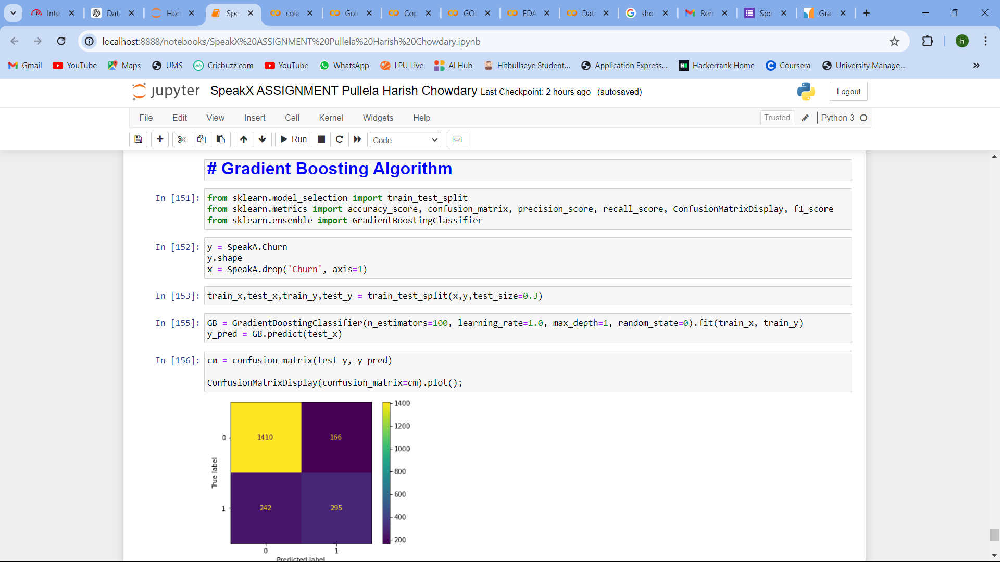 Inte
Data
Hon
Spe
cola
Gol
Cop
GOI
EDA
Dat
sho
Rem
Spe
Gra
localhost:8888/notebooks/SpeakX%20ASSIGNMENT%20Pullela%20Harish%20Chowdary.ipynb
h
Gmail YouTube Maps UMS Cricbuzz.com YouTube WhatsApp LPU Live AI Hub Hitbullseye Student... Application Express... Hackerrank Home Coursera University Manage...
jupyter SpeakX ASSIGNMENT Pullela Harish Chowdary Last Checkpoint: 2 hours ago (autosaved) Logout
File Edit View Insert Cell Kernel Widgets Help Trusted Python 3
Run Code
# Gradient Boosting Algorithm
In [151]: from sklearn.model_selection import train_test_split
from sklearn.metrics import accuracy_score, confusion_matrix, precision_score, recall_score, ConfusionMatrixDisplay, f1_score
from sklearn.ensemble import GradientBoostingClassifier
In [152]: y = SpeakA.Churn
y.shape
x = SpeakA.drop('Churn', axis=1)
In [153]: train_x,test_x,train_y,test_y = train_test_split(x,y,test_size=0.3)
In [155]: GB = GradientBoostingClassifier(n_estimators=100, learning_rate=1.0, max_depth=1, random_state=0).fit(train_x, train_y)
y_pred = GB.predict(test_x)
In [156]: cm = confusion_matrix(test_y, y_pred)
ConfusionMatrixDisplay(confusion_matrix=cm).plot();
1400
1200
0 1410 166
1000
800
True label
600
1 242 295
400
200
0 1
Predicted label